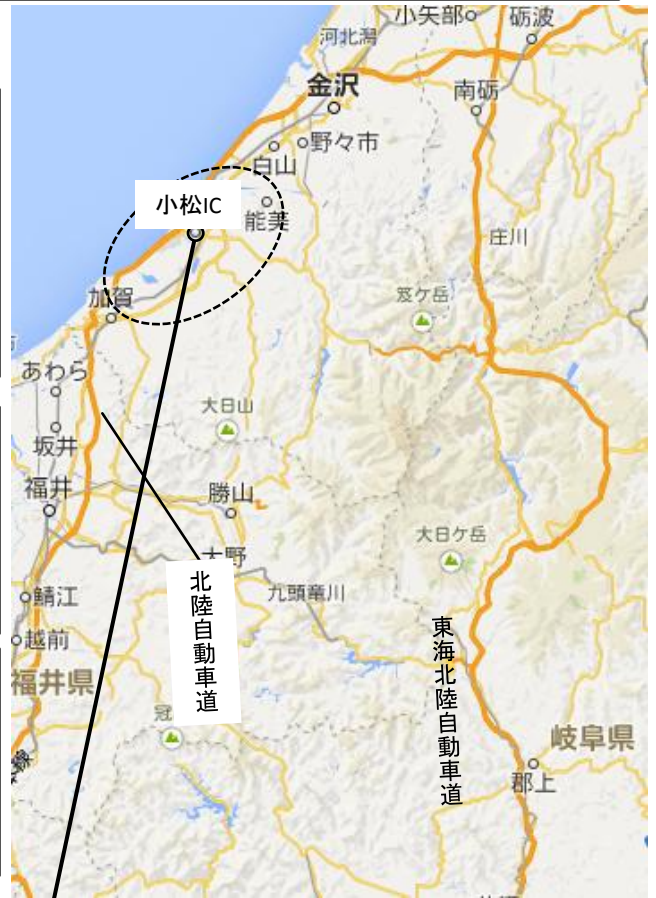 小矢部
砺波
河北潟
金沢
南砺
野々市
白山
小松IC
能美
庄川
笈ケ岳
加賀
あわら
大日山
坂井
福井
勝山
大日ケ岳
大野
九頭竜川
北陸自動車道
鯖江
東海北陸自動車道
越前
福井県
冠
岐阜県
郡上